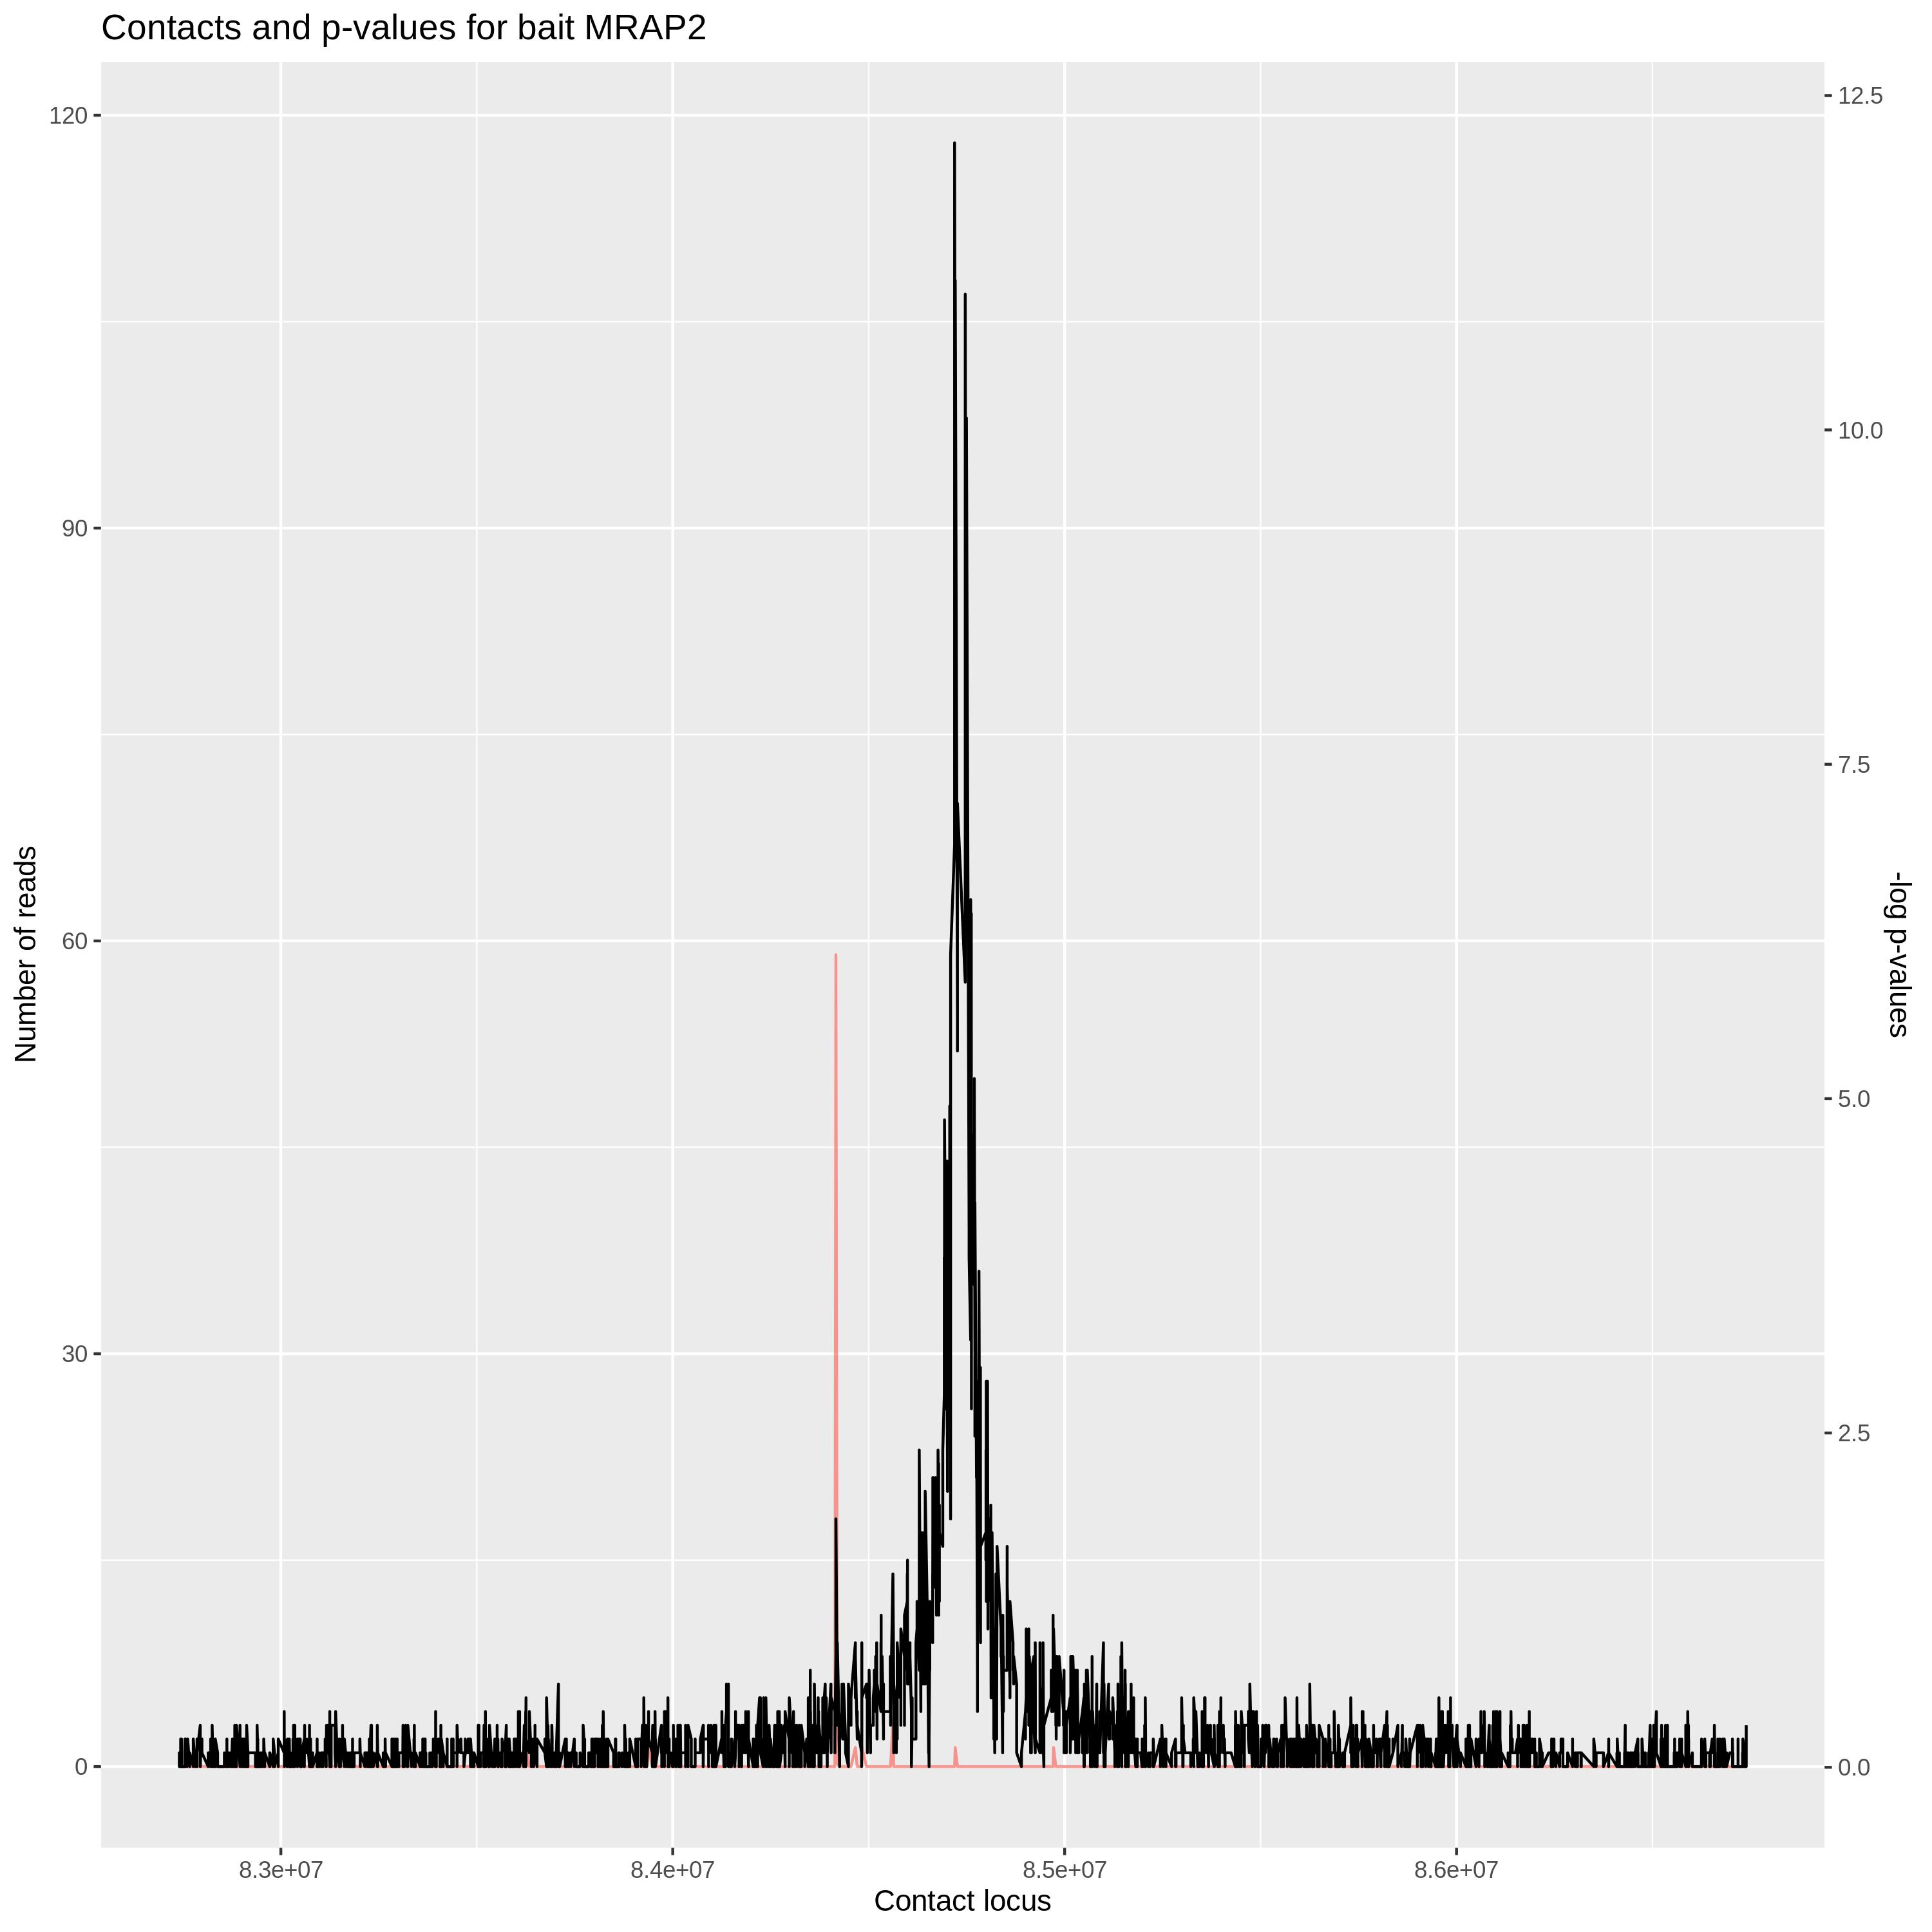 Contacts and p-values for bait MRAP2
120
90
60
30
0
Number of reads
12.5
10.0
7.5
5.0
2.5
0.0
-log p-values
8.3e+07
8.4e+07
8.5e+07
8.6e+07
Contact locus